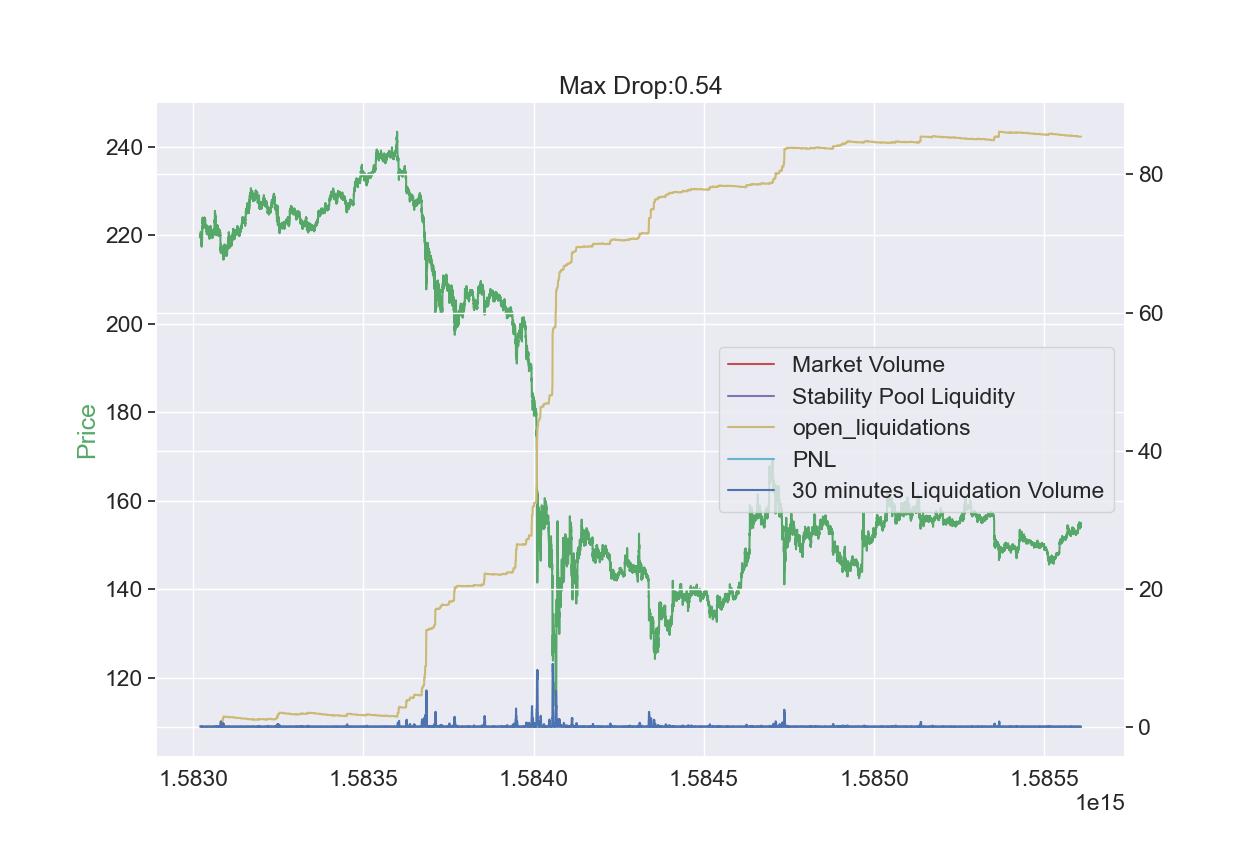 Max Drop:0.54
240
220
200
180
160
140
120
Price
80
60
40
20
0
Market Volume
Stability Pool Liquidity
open_liquidations
PNL
30 minutes Liquidation Volume
1.5830 1.5835 1.5840 1.5845 1.5850 1.5855
1e15